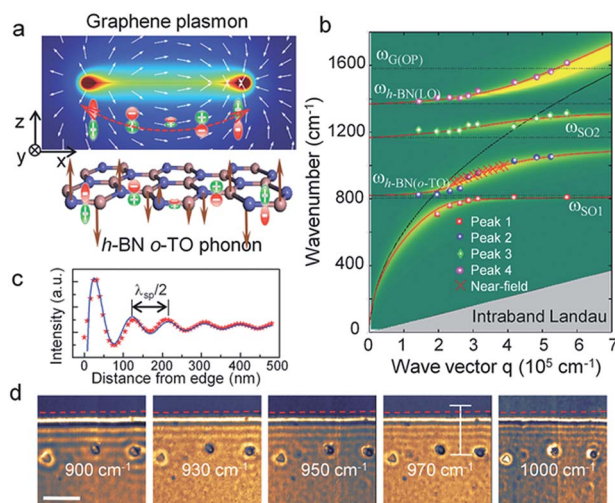 a
Graphene plasmon
z
y
x
h-BN o-TO phonon
b
Wavenumber (cm⁻¹)
1600
1200
800
400
0
ω_G(OP)
ω_h-BN(LO)
ω_SO2
ω_h-BN(o-TO)
ω_SO1
Peak 1
Peak 2
Peak 3
Peak 4
Near-field
Intraband Landau
0 1 2 3 4 5 6 7
Wave vector q (10⁵ cm⁻¹)
c
Intensity (a.u.)
λ_sp/2
0 100 200 300 400 500
Distance from edge (nm)
d
900 cm⁻¹
930 cm⁻¹
950 cm⁻¹
970 cm⁻¹
1000 cm⁻¹